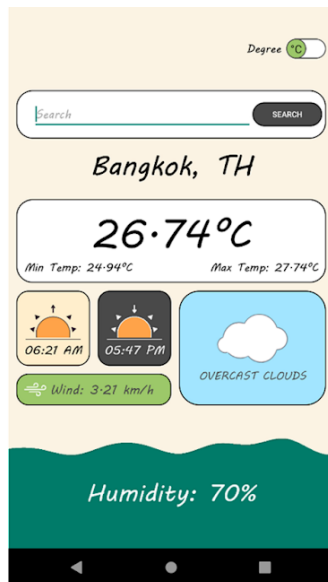 Degree °C
Search
SEARCH
Bangkok, TH
26.74°C
Min Temp: 24.94°C Max Temp: 27.74°C
06:21 AM 05:47 PM
OVERCAST CLOUDS
Wind: 3.21 km/h
Humidity: 70%